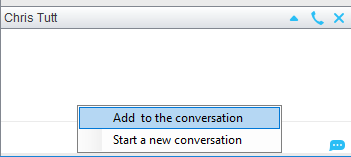 Chris Tutt
Add to the conversation
Start a new conversation